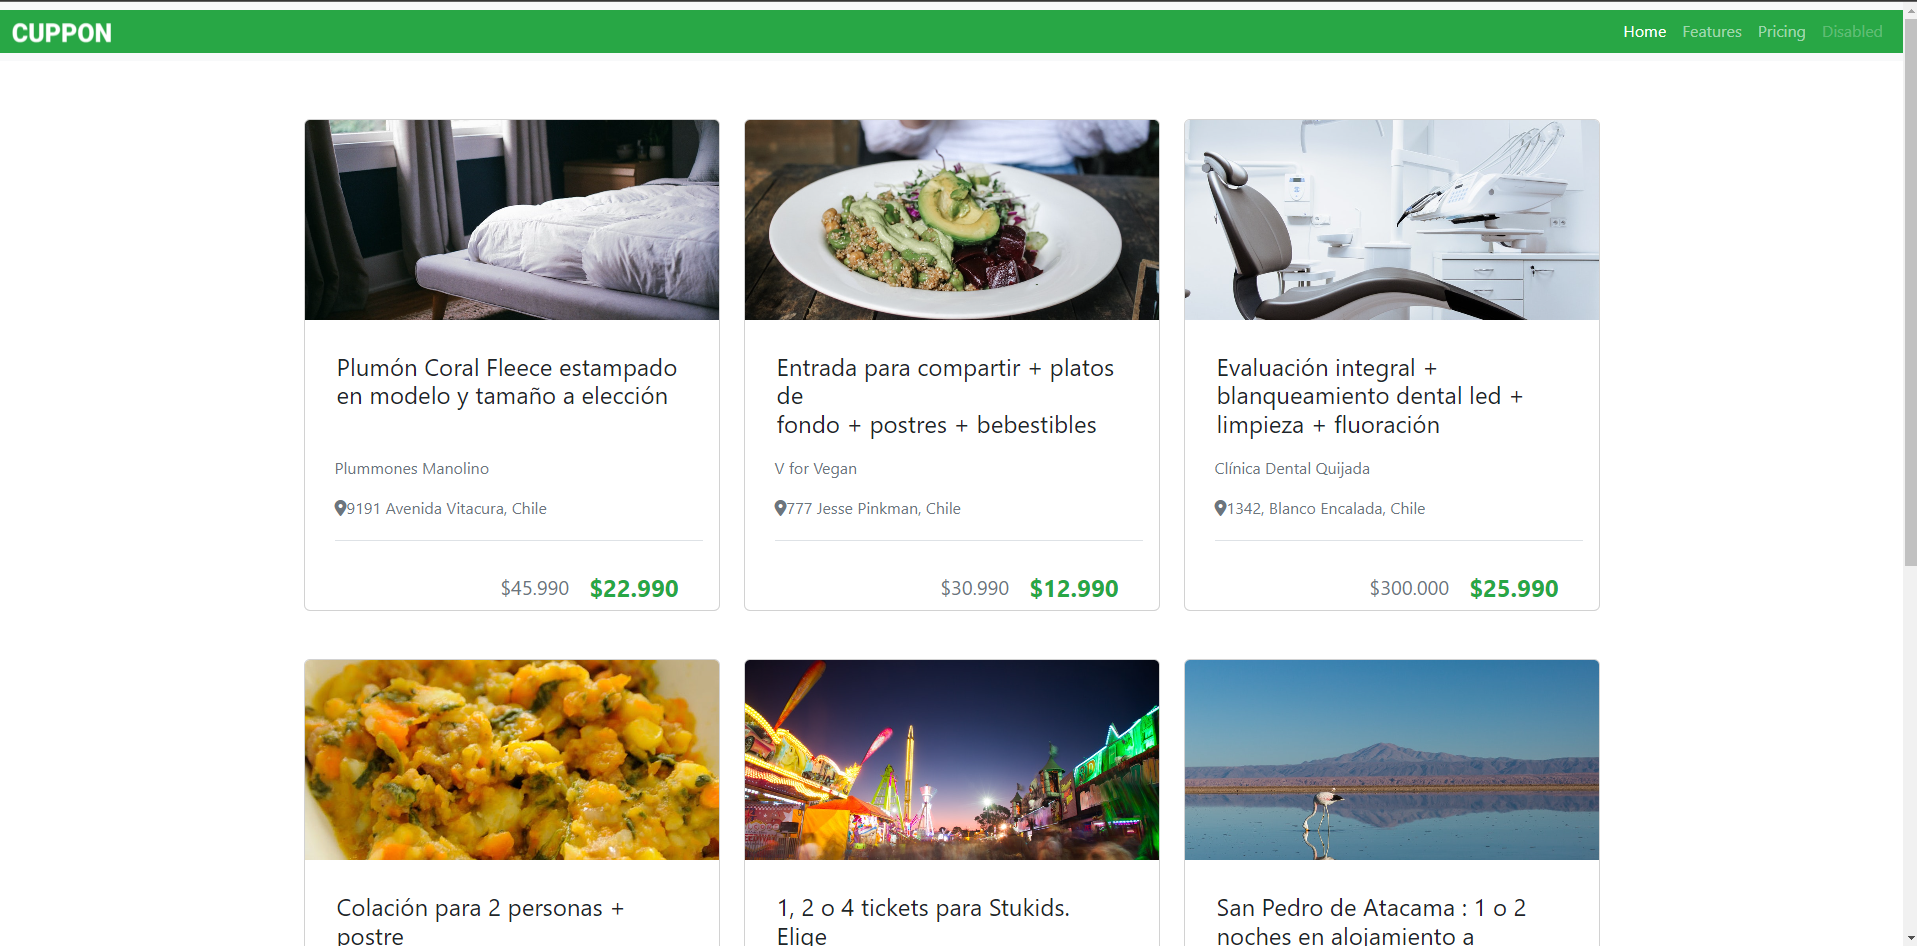 CUPPON
Home Features Pricing Disabled
Plumón Coral Fleece estampado
en modelo y tamaño a elección
Plummones Manolino
9191 Avenida Vitacura, Chile
$45.990 $22.990
Entrada para compartir + platos
de
fondo + postres + bebestibles
V for Vegan
777 Jesse Pinkman, Chile
$30.990 $12.990
Evaluación integral +
blanqueamiento dental led +
limpieza + fluoración
Clínica Dental Quijada
1342, Blanco Encalada, Chile
$300.000 $25.990
Colación para 2 personas +
postre
1, 2 o 4 tickets para Stukids.
Elige
San Pedro de Atacama : 1 o 2
noches en alojamiento a